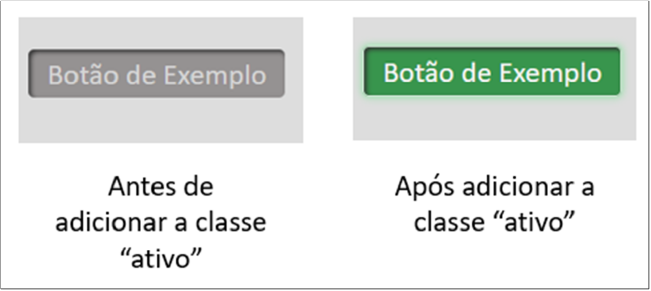 Botão de Exemplo
Botão de Exemplo
Antes de
adicionar a classe
“ativo”
Após adicionar a
classe “ativo”